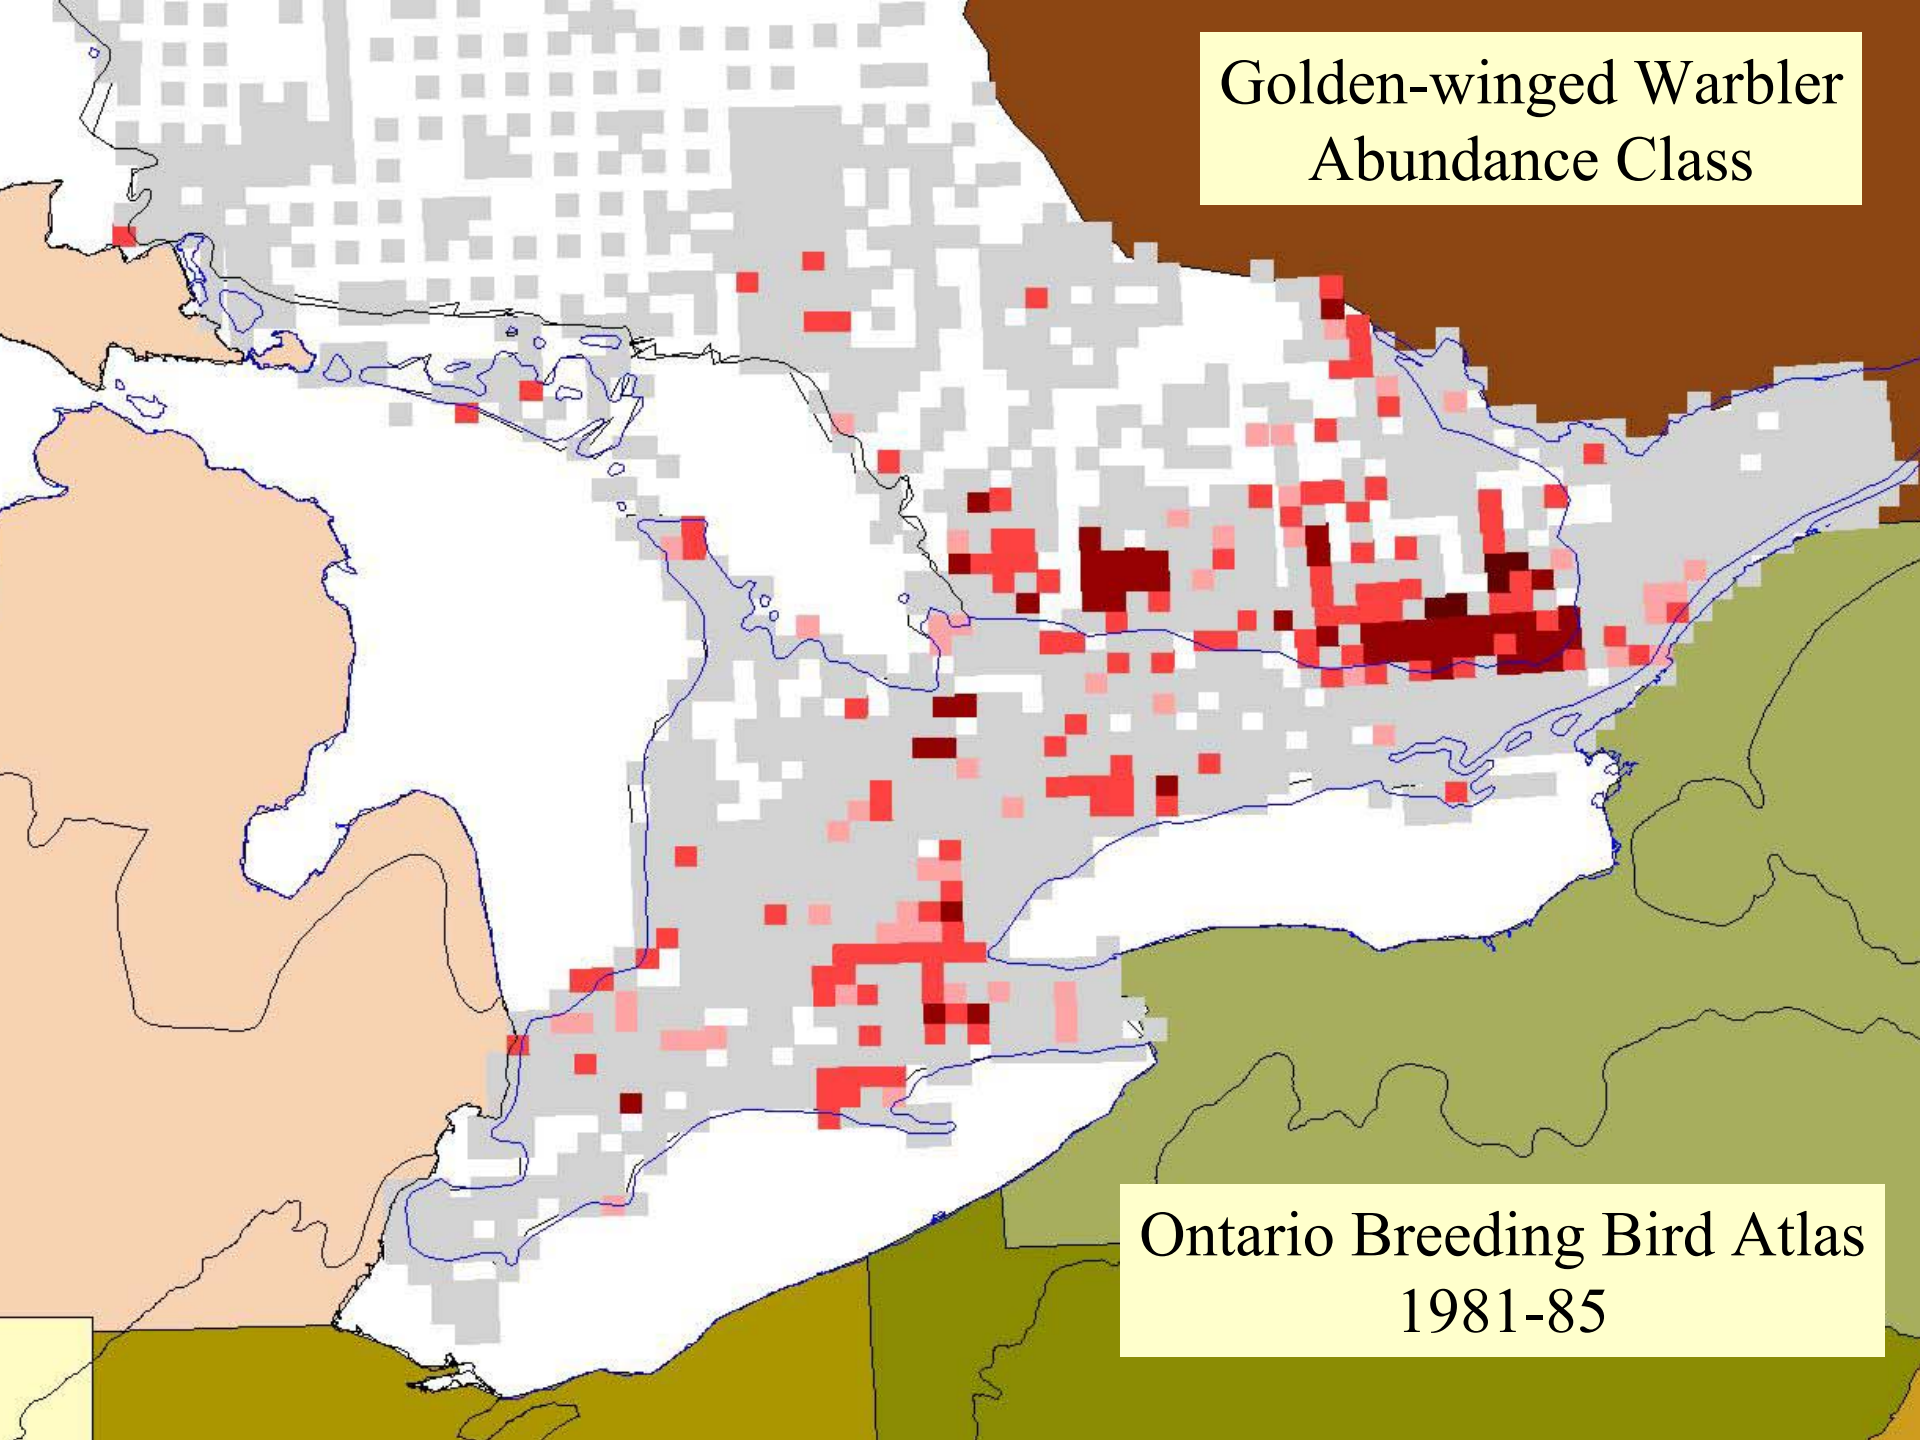 Golden-winged Warbler
Abundance Class
Ontario Breeding Bird Atlas
1981-85